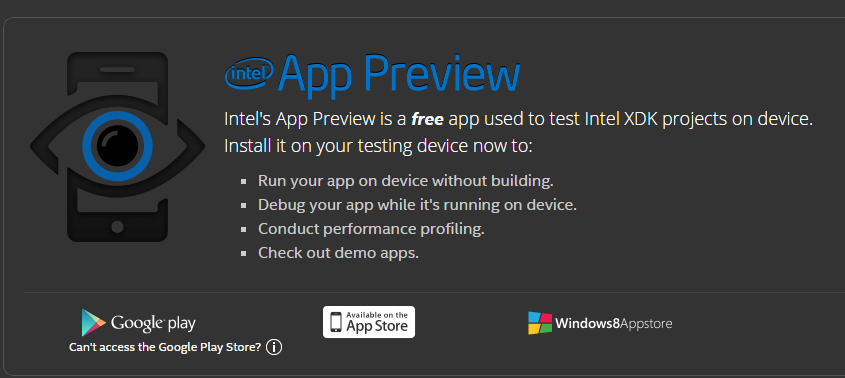 intel App Preview
Intel's App Preview is a free app used to test Intel XDK projects on device.
Install it on your testing device now to:
Run your app on device without building.
Debug your app while it's running on device.
Conduct performance profiling.
Check out demo apps.
Google play
Can't access the Google Play Store? i
Available on the
App Store
Windows8Appstore